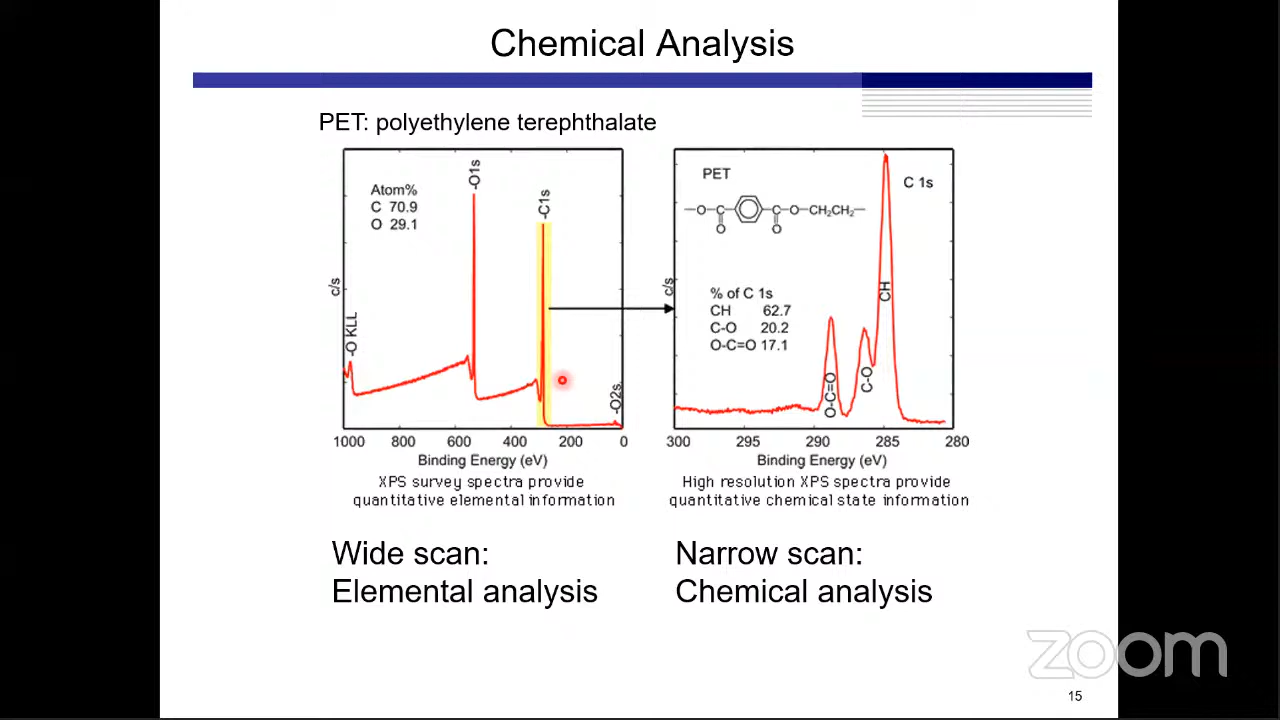 Chemical Analysis
PET: polyethylene terephthalate
Atom%
C 70.9
O 29.1
-O KLL
-O1s
-C1s
-O2s
c/s
1000 800 600 400 200 0
Binding Energy (eV)
XPS survey spectra provide
quantitative elemental information
PET
C 1s
O C C O CH₂CH₂
O O
% of C 1s
CH 62.7
C-O 20.2
O-C=O 17.1
O-C=O
C-O
CH
c/s
300 295 290 285 280
Binding Energy (eV)
High resolution XPS spectra provide
quantitative chemical state information
Wide scan:
Elemental analysis
Narrow scan:
Chemical analysis
zoom
15